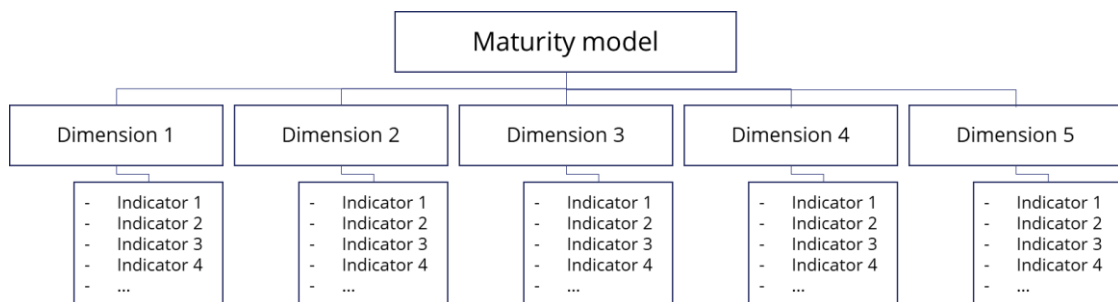 Maturity model
Dimension 1
Dimension 2
Dimension 3
Dimension 4
Dimension 5
- Indicator 1
- Indicator 2
- Indicator 3
- Indicator 4
- ...
- Indicator 1
- Indicator 2
- Indicator 3
- Indicator 4
- ...
- Indicator 1
- Indicator 2
- Indicator 3
- Indicator 4
- ...
- Indicator 1
- Indicator 2
- Indicator 3
- Indicator 4
- ...
- Indicator 1
- Indicator 2
- Indicator 3
- Indicator 4
- ...